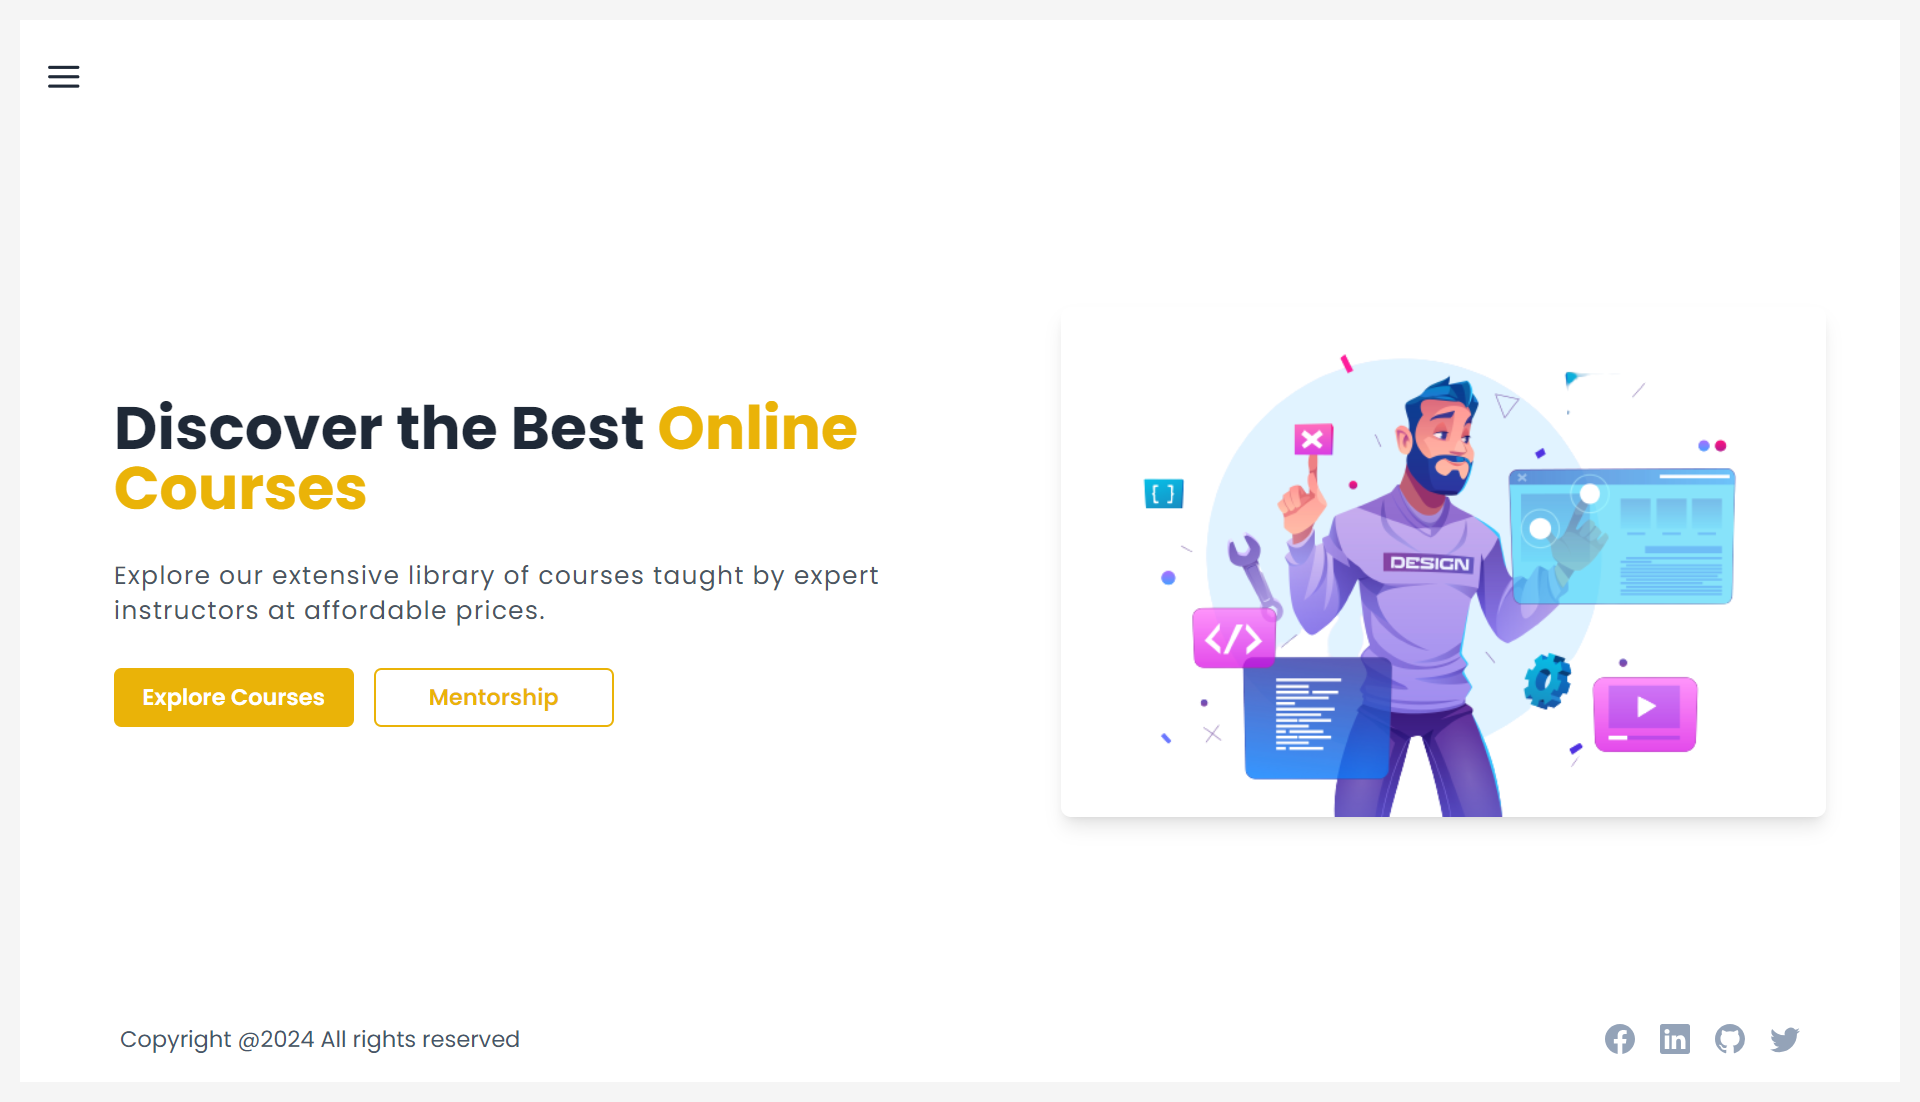 Discover the Best Online
Courses
Explore our extensive library of courses taught by expert
instructors at affordable prices.
Explore Courses
Mentorship
{ }
DESIGN
</>
Copyright @2024 All rights reserved
in